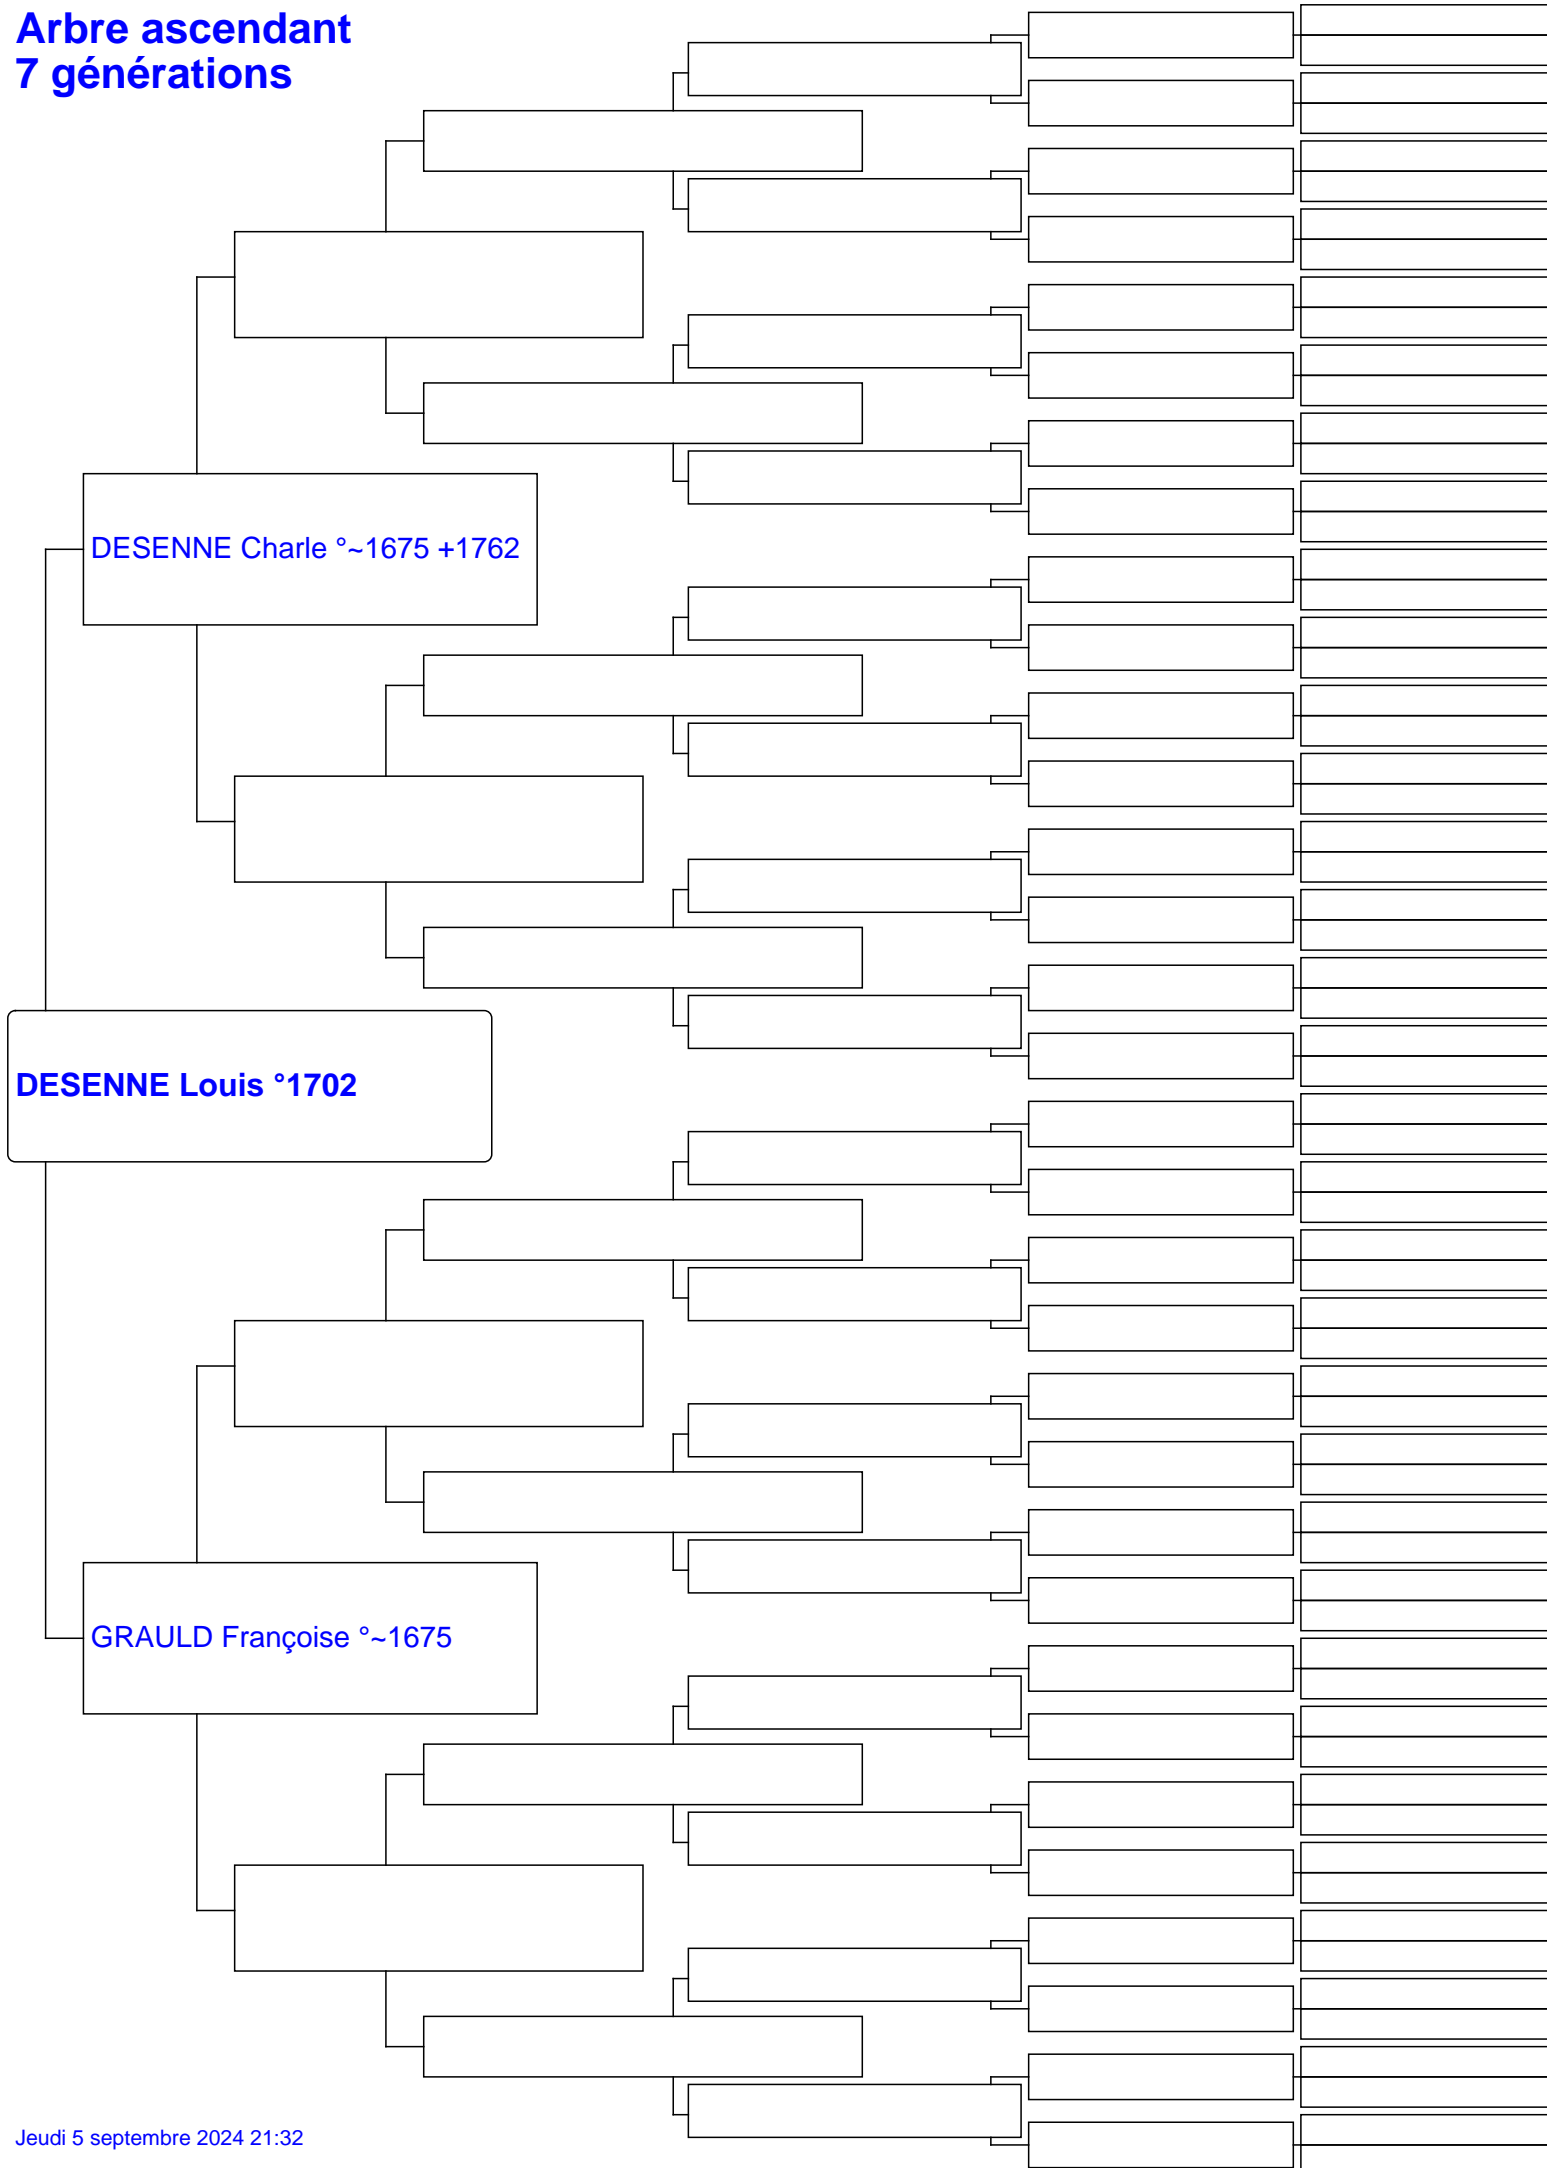 Arbre ascendant
7 générations
DESENNE Charle °~1675 +1762
DESENNE Louis °1702
GRAULD Françoise °~1675
Jeudi 5 septembre 2024 21:32